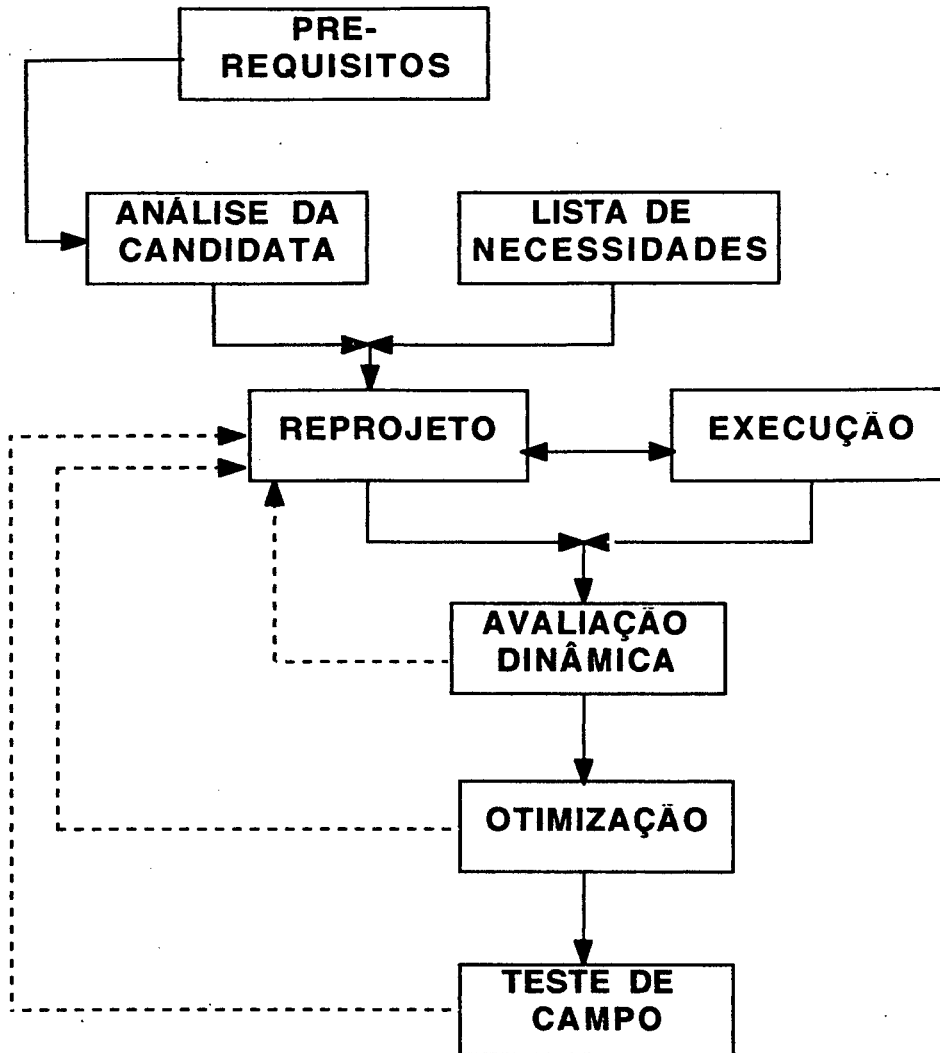 PRE-
REQUISITOS
ANÁLISE DA
CANDIDATA
LISTA DE
NECESSIDADES
REPROJETO
EXECUÇÃO
AVALIAÇÃO
DINÂMICA
OTIMIZAÇÃO
TESTE DE
CAMPO